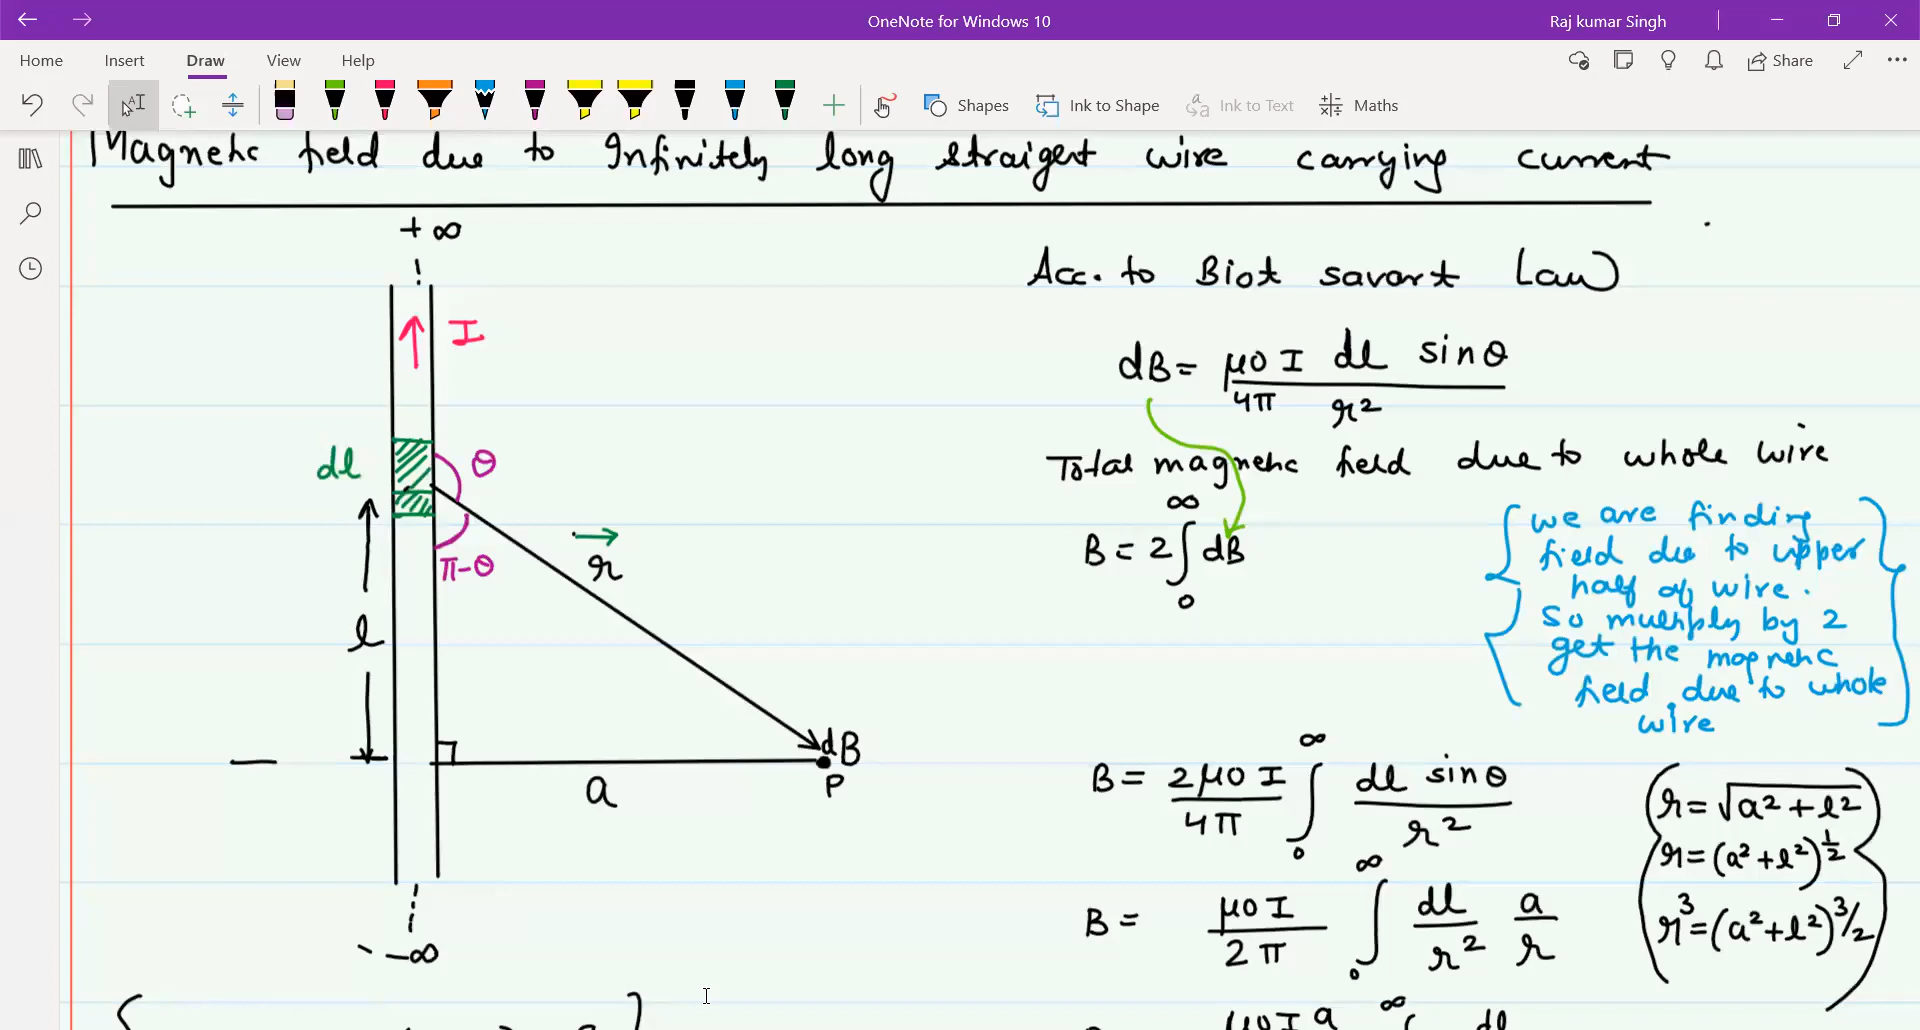 OneNote for Windows 10
Raj kumar Singh
Home Insert Draw View Help
Share
Shapes Ink to Shape Ink to Text Maths
Magnetic field due to Infinitely long straigent wire carrying current
+ ∞
I
dl
θ
π-θ
r
l
dB
P
a
- -∞
Acc. to Biot savart Law
dB = μ0 I dl sinθ
4π r²
Total magnetic field due to whole wire
∞
B = 2∫ dB
0
{ we are finding
field due to upper
half of wire.
So multiply by 2
get the magnetic
field due to whole
wire }
∞
B = 2μ0 I ∫ dl sinθ
4π r²
0
∞
B = μ0 I ∫ dl a
2π r² r
0
r = √a² + l²
r = (a² + l²)^1/2
r³ = (a² + l²)^3/2
μ0 I a ∞ dl